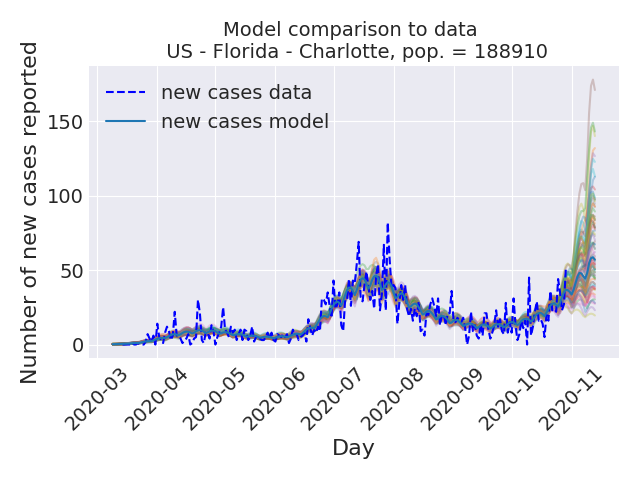 Model comparison to data
US - Florida - Charlotte, pop. = 188910
new cases data
new cases model
Number of new cases reported
150
100
50
0
2020-03
2020-04
2020-05
2020-06
2020-07
2020-08
2020-09
2020-10
2020-11
Day